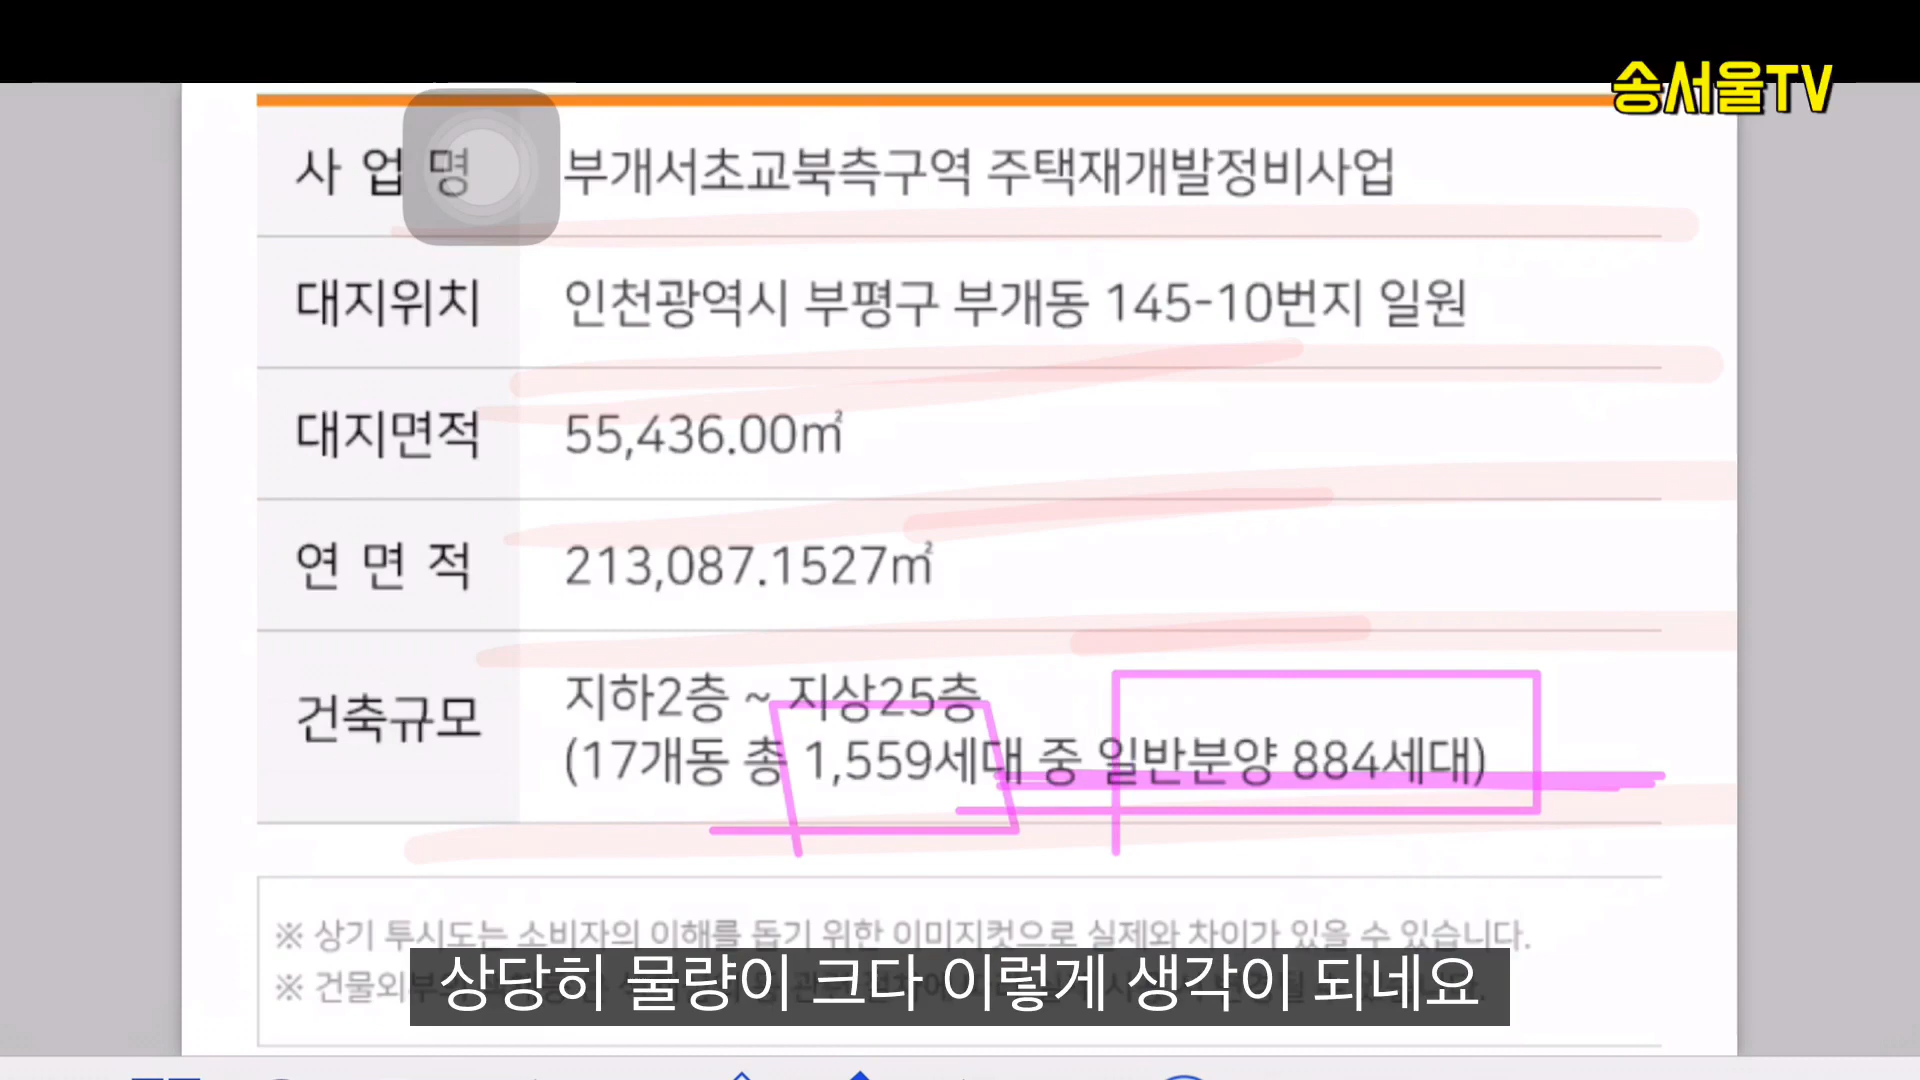 송서울TV
사 업 명 부개서초교북측구역 주택재개발정비사업
대지위치 인천광역시 부평구 부개동 145-10번지 일원
대지면적 55,436.00㎡
연 면 적 213,087.1527㎡
건축규모 지하2층 ~ 지상25층
(17개동 총 1,559세대 중 일반분양 884세대)
※ 상기 투시도는 소비자의 이해를 돕기 위한 이미지컷으로 실제와 차이가 있을 수 있습니다.
※ 건물외부
상당히 물량이 크다 이렇게 생각이 되네요